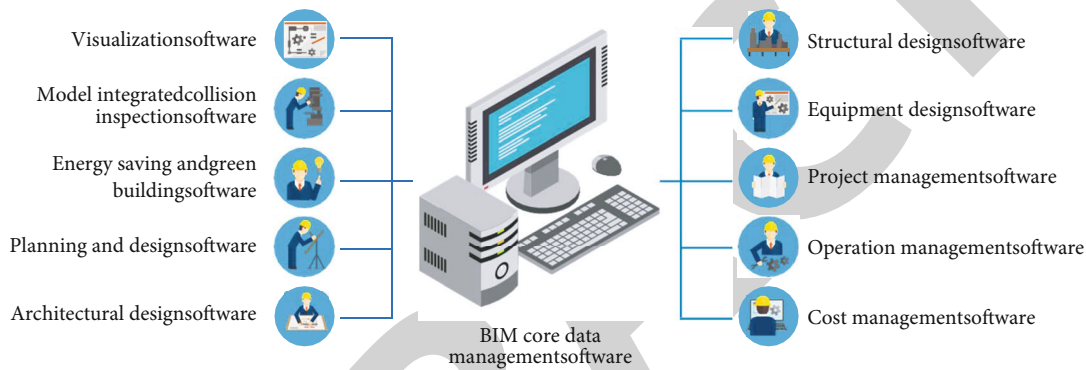 Visualizationsoftware
Model integratedcollision
inspectionsoftware
Energy saving andgreen
buildingsoftware
Planning and designsoftware
Architectural designsoftware
BIM core data
managementsoftware
Structural designsoftware
Equipment designsoftware
Project managementsoftware
Operation managementsoftware
Cost managementsoftware